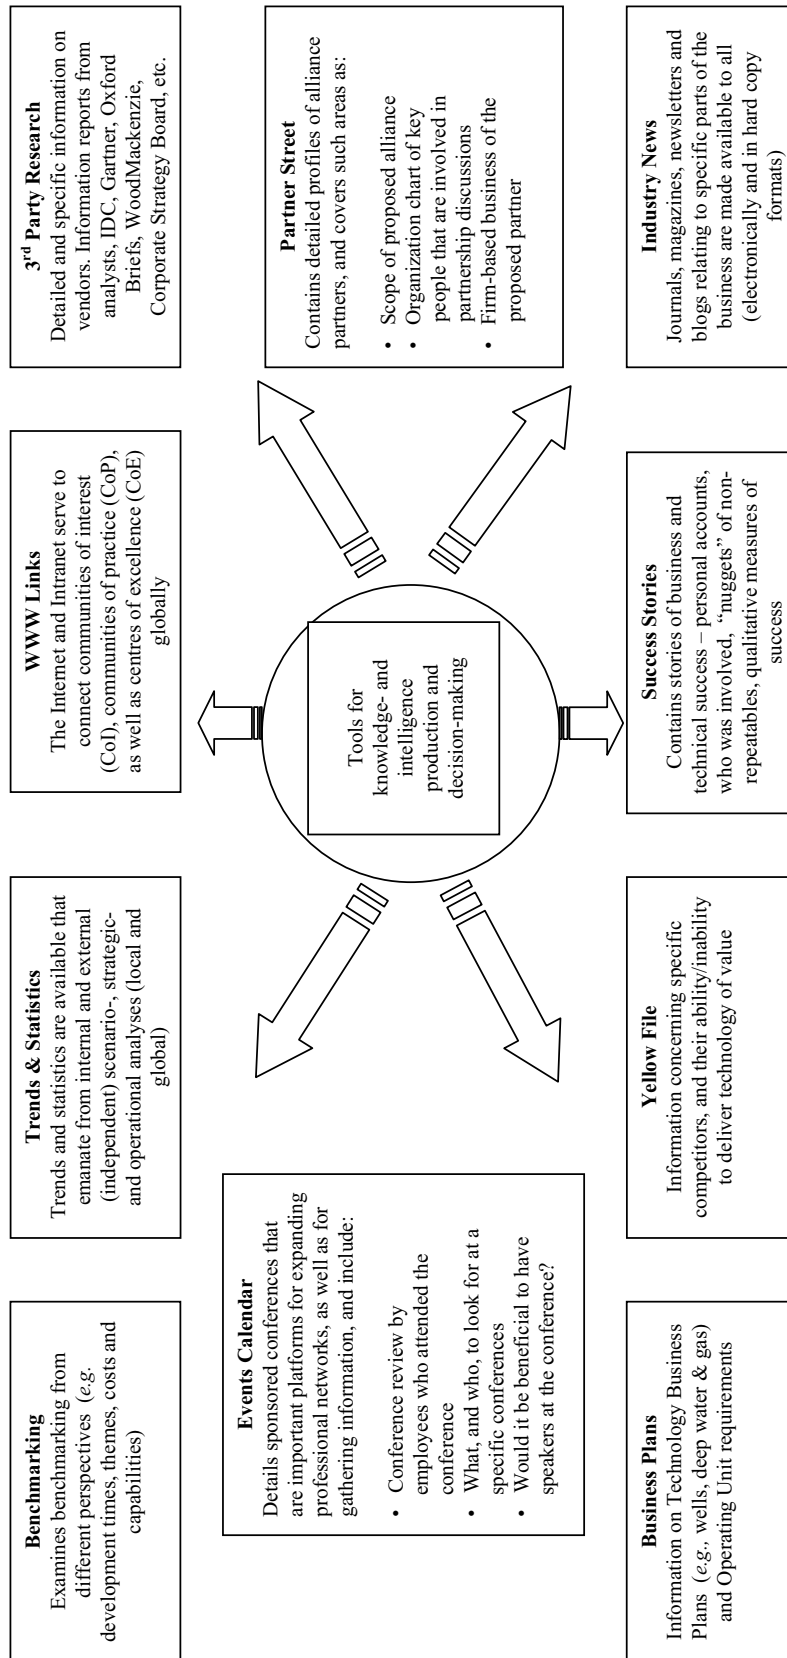 Benchmarking
Examines benchmarking from
different perspectives (e.g.
development times, themes, costs and
capabilities)
Trends & Statistics
Trends and statistics are available that
emanate from internal and external
(independent) scenario-, strategic-
and operational analyses (local and
global)
WWW Links
The Internet and Intranet serve to
connect communities of interest
(CoI), communities of practice (CoP),
as well as centres of excellence (CoE)
globally
3rd Party Research
Detailed and specific information on
vendors. Information reports from
analysts, IDC, Gartner, Oxford
Briefs, WoodMackenzie,
Corporate Strategy Board, etc.
Events Calendar
Details sponsored conferences that
are important platforms for expanding
professional networks, as well as for
gathering information, and include:
• Conference review by
employees who attended the
conference
• What, and who, to look for at a
specific conferences
• Would it be beneficial to have
speakers at the conference?
Tools for
knowledge- and
intelligence
production and
decision-making
Partner Street
Contains detailed profiles of alliance
partners, and covers such areas as:
• Scope of proposed alliance
• Organization chart of key
people that are involved in
partnership discussions
• Firm-based business of the
proposed partner
Business Plans
Information on Technology Business
Plans (e.g., wells, deep water & gas)
and Operating Unit requirements
Yellow File
Information concerning specific
competitors, and their ability/inability
to deliver technology of value
Success Stories
Contains stories of business and
technical success – personal accounts,
who was involved, “nuggets” of non-
repeatables, qualitative measures of
success
Industry News
Journals, magazines, newsletters and
blogs relating to specific parts of the
business are made available to all
(electronically and in hard copy
formats)